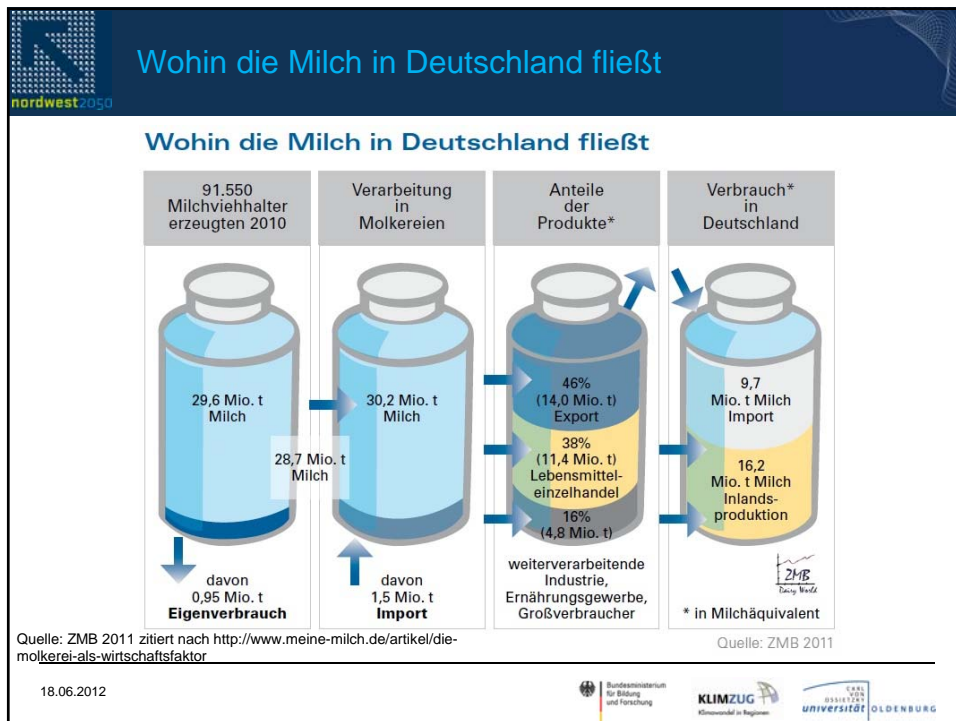 nordwest2050
Wohin die Milch in Deutschland fließt
Wohin die Milch in Deutschland fließt
91.550
Milchviehhalter
erzeugten 2010
29,6 Mio. t
Milch
davon
0,95 Mio. t
Eigenverbrauch
28,7 Mio. t
Milch
Verarbeitung
in
Molkereien
30,2 Mio. t
Milch
davon
1,5 Mio. t
Import
Anteile
der
Produkte*
46%
(14,0 Mio. t)
Export
38%
(11,4 Mio. t)
Lebensmittel-
einzelhandel
16%
(4,8 Mio. t)
weiterverarbeitende
Industrie,
Ernährungsgewerbe,
Großverbraucher
Verbrauch*
in
Deutschland
9,7
Mio. t Milch
Import
16,2
Mio. t Milch
Inlands-
produktion
ZMB
Dairy World
* in Milchäquivalent
Quelle: ZMB 2011 zitiert nach http://www.meine-milch.de/artikel/die-
molkerei-als-wirtschaftsfaktor
Quelle: ZMB 2011
18.06.2012
Bundesministerium
für Bildung
und Forschung
KLIMZUG
Klimawandel in Regionen
CARL
VON
OSSIETZKY
universität OLDENBURG